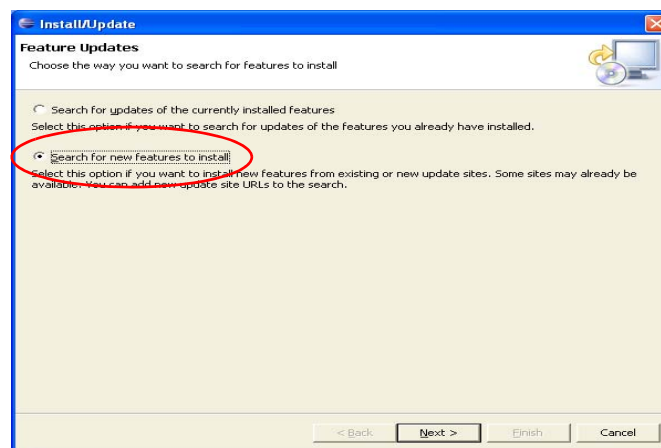 Install/Update
Feature Updates
Choose the way you want to search for features to install
Search for updates of the currently installed features
Select this option if you want to search for updates of the features you already have installed.
Search for new features to install
Select this option if you want to install new features from existing or new update sites. Some sites may already be
available. You can add new update site URLs to the search.
< Back Next > Finish Cancel